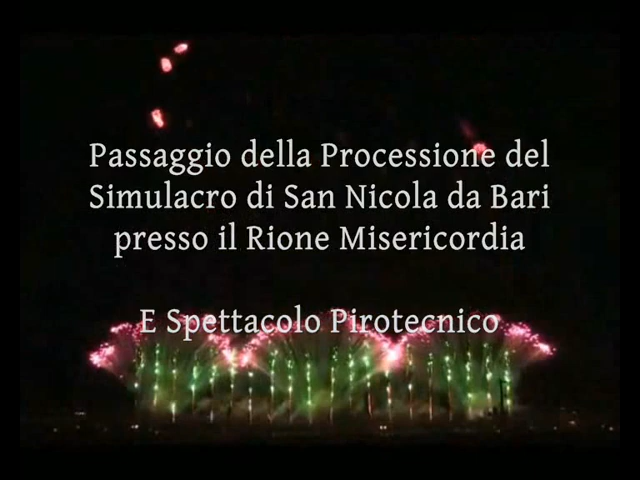 Passaggio della Processione del
Simulacro di San Nicola da Bari
presso il Rione Misericordia
E Spettacolo Pirotecnico